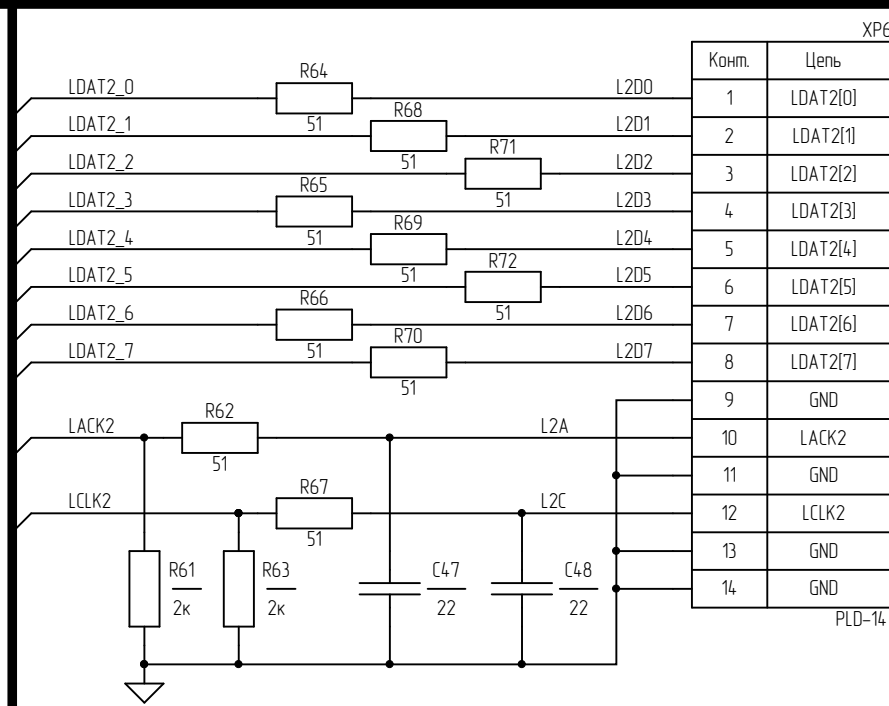 XP6
Конт. Цепь
LDAT2_0 R64 51 L2D0 1 LDAT2[0]
LDAT2_1 R68 51 L2D1 2 LDAT2[1]
LDAT2_2 R71 51 L2D2 3 LDAT2[2]
LDAT2_3 R65 51 L2D3 4 LDAT2[3]
LDAT2_4 R69 51 L2D4 5 LDAT2[4]
LDAT2_5 R72 51 L2D5 6 LDAT2[5]
LDAT2_6 R66 51 L2D6 7 LDAT2[6]
LDAT2_7 R70 51 L2D7 8 LDAT2[7]
9 GND
LACK2 R62 51 L2A 10 LACK2
11 GND
LCLK2 R67 51 L2C 12 LCLK2
13 GND
14 GND
R61 2к R63 2к C47 22 C48 22
PLD-14